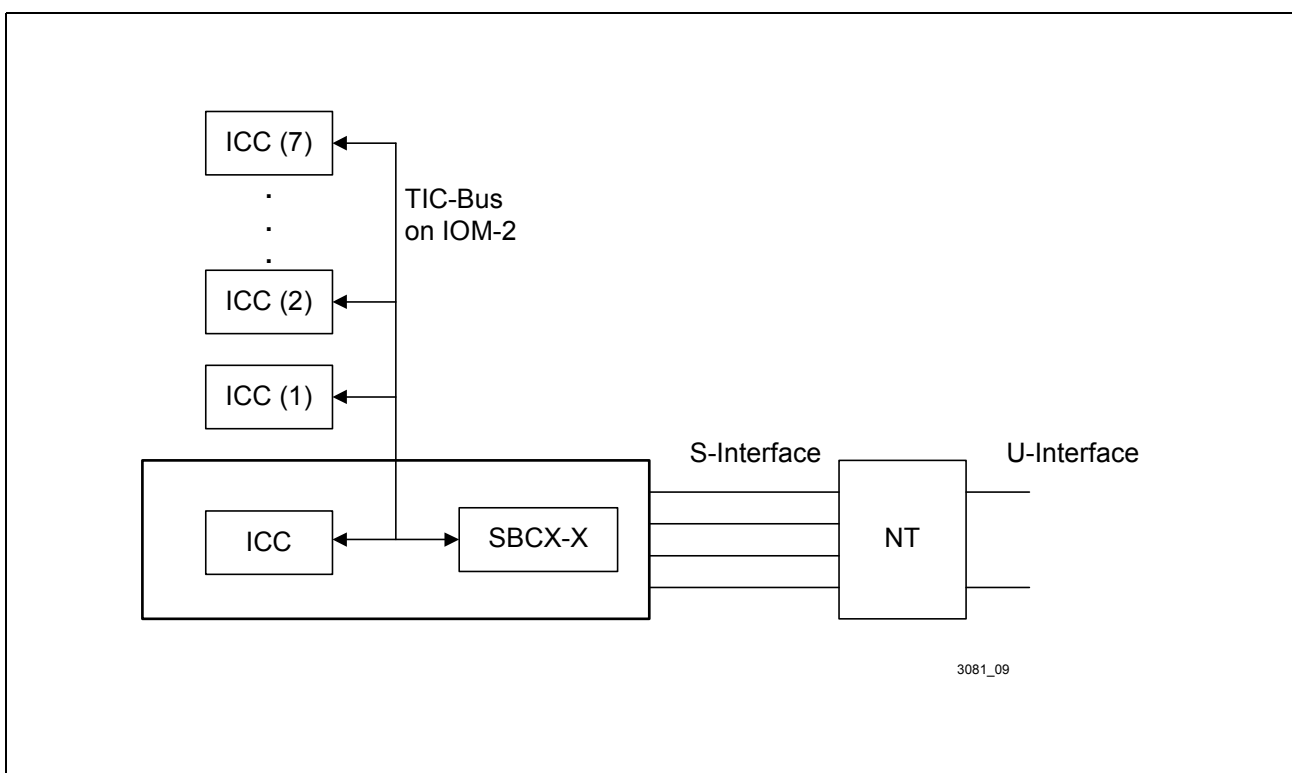 ICC (7)
.
.
.
TIC-Bus
on IOM-2
ICC (2)
ICC (1)
S-Interface
U-Interface
ICC
SBCX-X
NT
3081_09